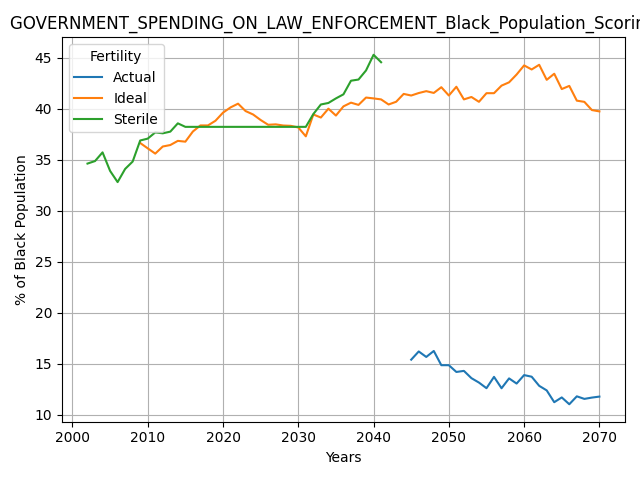 GOVERNMENT_SPENDING_ON_LAW_ENFORCEMENT_Black_Population_Scorin
Fertility
Actual
Ideal
Sterile
% of Black Population
45
40
35
30
25
20
15
10
2000 2010 2020 2030 2040 2050 2060 2070
Years